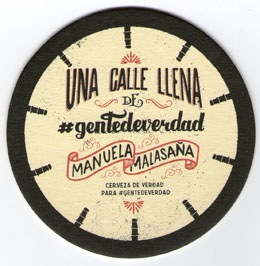 UNA CALLE LLENA
DE
#gentedeverdad
MANUELA
MALASAÑA
CERVEZA DE VERDAD
PARA #GENTEDEVERDAD